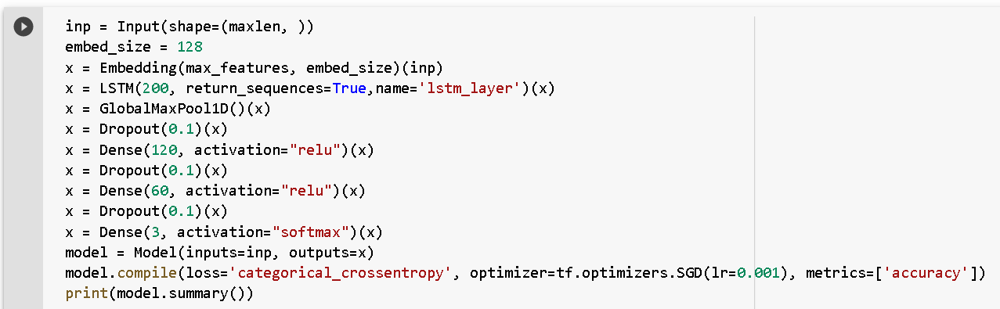 inp = Input(shape=(maxlen, ))
embed_size = 128
x = Embedding(max_features, embed_size)(inp)
x = LSTM(200, return_sequences=True,name='lstm_layer')(x)
x = GlobalMaxPool1D()(x)
x = Dropout(0.1)(x)
x = Dense(120, activation="relu")(x)
x = Dropout(0.1)(x)
x = Dense(60, activation="relu")(x)
x = Dropout(0.1)(x)
x = Dense(3, activation="softmax")(x)
model = Model(inputs=inp, outputs=x)
model.compile(loss='categorical_crossentropy', optimizer=tf.optimizers.SGD(lr=0.001), metrics=['accuracy'])
print(model.summary())